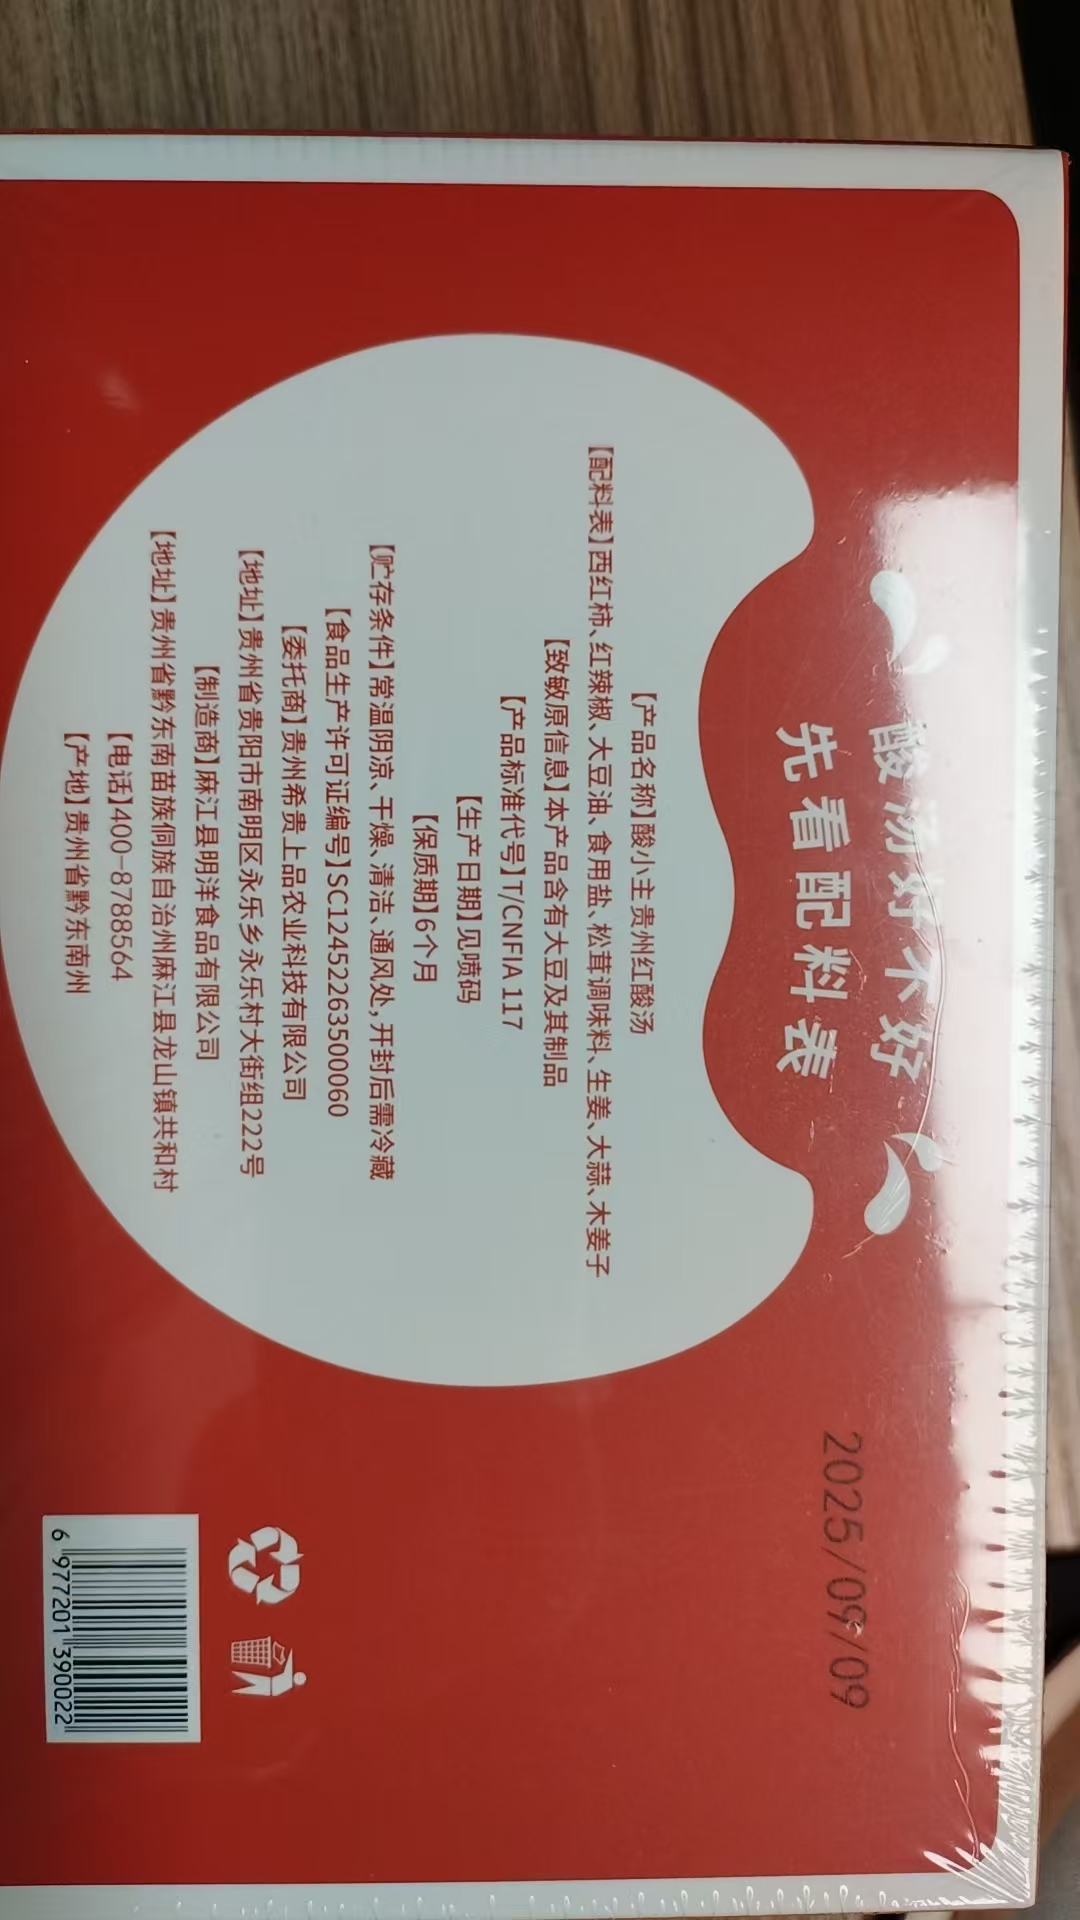 酸汤好不好
先看配料表
【产品名称】酸小主贵州红酸汤
【配料表】西红柿、红辣椒、大豆油、食用盐、松茸调味料、生姜、大蒜、木姜子
【致敏原信息】本产品含有大豆及其制品
【产品标准代号】T/CNFIA 117
【生产日期】见喷码
【保质期】6个月
【贮存条件】常温阴凉、干燥、清洁、通风处,开封后需冷藏
【食品生产许可证编号】SC12452263500060
【委托商】贵州希贵上品农业科技有限公司
【地址】贵州省贵阳市南明区永乐乡永乐村大街组222号
【制造商】麻江县明洋食品有限公司
【地址】贵州省黔东南苗族侗族自治州麻江县龙山镇共和村
【电话】400-8788564
【产地】贵州省黔东南州
2025/09/09
6 977201 390022